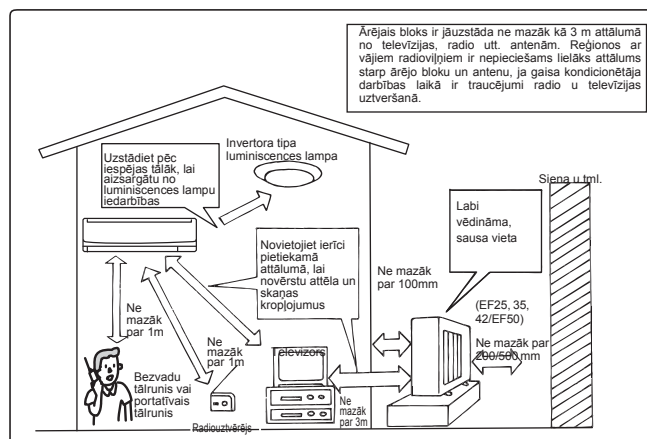 Ārējais bloks ir jāuzstāda ne mazāk kā 3 m attālumā
no televīzijas, radio utt. antenām. Reģionos ar
vājiem radioviļņiem ir nepieciešams lielāks attālums
starp ārējo bloku un antenu, ja gaisa kondicionētāja
darbības laikā ir traucējumi radio u televīzijas
uztveršanā.
Uzstādiet pēc
iespējas tālāk, lai
aizsargātu no
luminiscences lampu
iedarbības
Invertora tipa
luminiscences lampa
Siena u tml.
Labi
vēdināma,
sausa vieta
Novietojiet ierīci
pietiekamā
attālumā, lai
novērstu attēla un
skaņas
kropļojumus
Ne mazāk
par 100mm
(EF25, 35,
42/EF50)
Ne mazāk par
200/500 mm
Ne
mazāk
par 1m
Ne
mazāk
par 1m
Televizors
Bezvadu
tālrunis vai
portatīvais
tālrunis
Radiouztvērējs
Ne
mazāk
par 3m